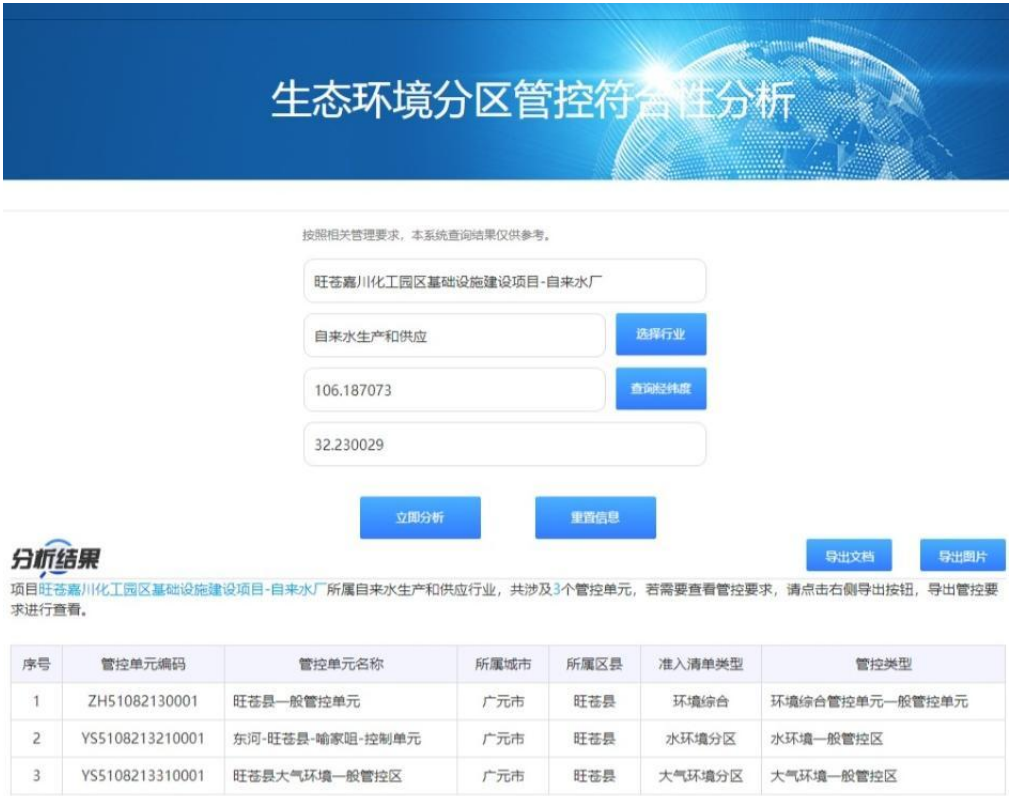 生态环境分区管控符合性分析
按照相关管理要求，本系统查询结果仅供参考。
旺苍嘉川化工园区基础设施建设项目-自来水厂
自来水生产和供应 选择行业
106.187073 查询经纬度
32.230029
立即分析 重置信息
分析结果 导出文档 导出图片
项目旺苍嘉川化工园区基础设施建设项目-自来水厂所属自来水生产和供应行业，共涉及3个管控单元，若需要查看管控要求，请点击右侧导出按钮，导出管控要
求进行查看。
序号 管控单元编码 管控单元名称 所属城市 所属区县 准入清单类型 管控类型
1 ZH51082130001 旺苍县一般管控单元 广元市 旺苍县 环境综合 环境综合管控单元一般管控单元
2 YS5108213210001 东河-旺苍县-喻家咀-控制单元 广元市 旺苍县 水环境分区 水环境一般管控区
3 YS5108213310001 旺苍县大气环境一般管控区 广元市 旺苍县 大气环境分区 大气环境一般管控区